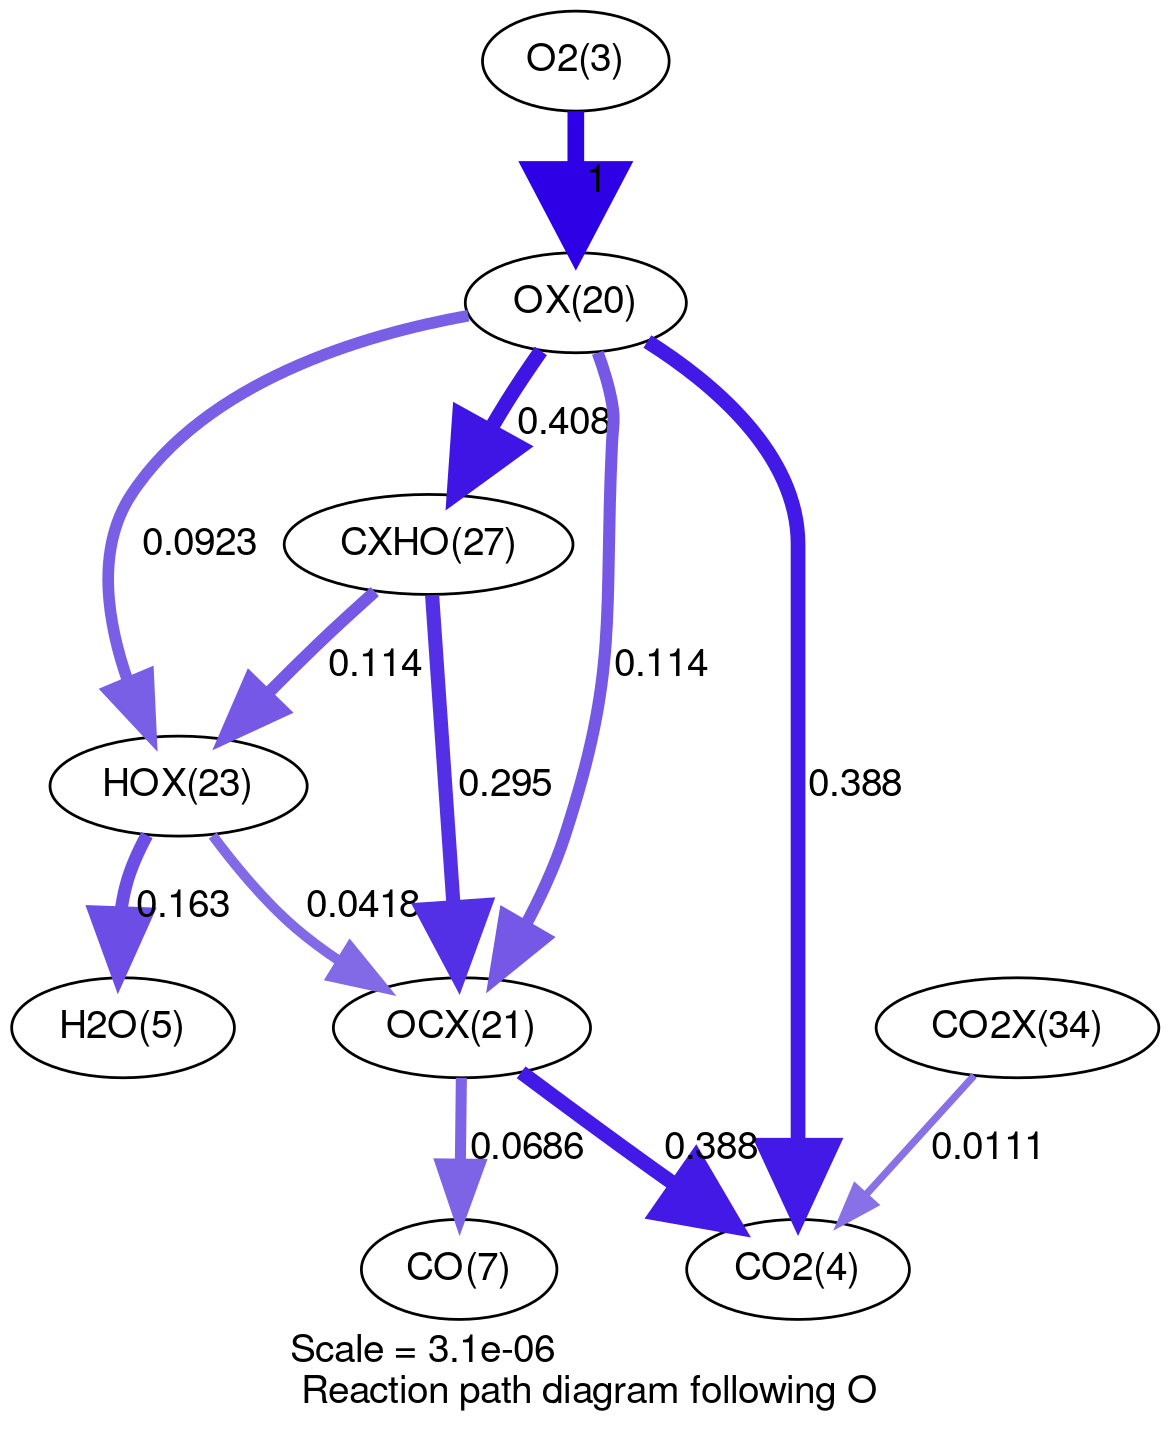 O2(3)
1
OX(20)
0.408
0.0923
CXHO(27)
0.114
0.114
HOX(23)
0.295
0.388
0.163
0.0418
H2O(5)
OCX(21)
CO2X(34)
0.0686
0.388
0.0111
CO(7)
CO2(4)
Scale = 3.1e-06
Reaction path diagram following O